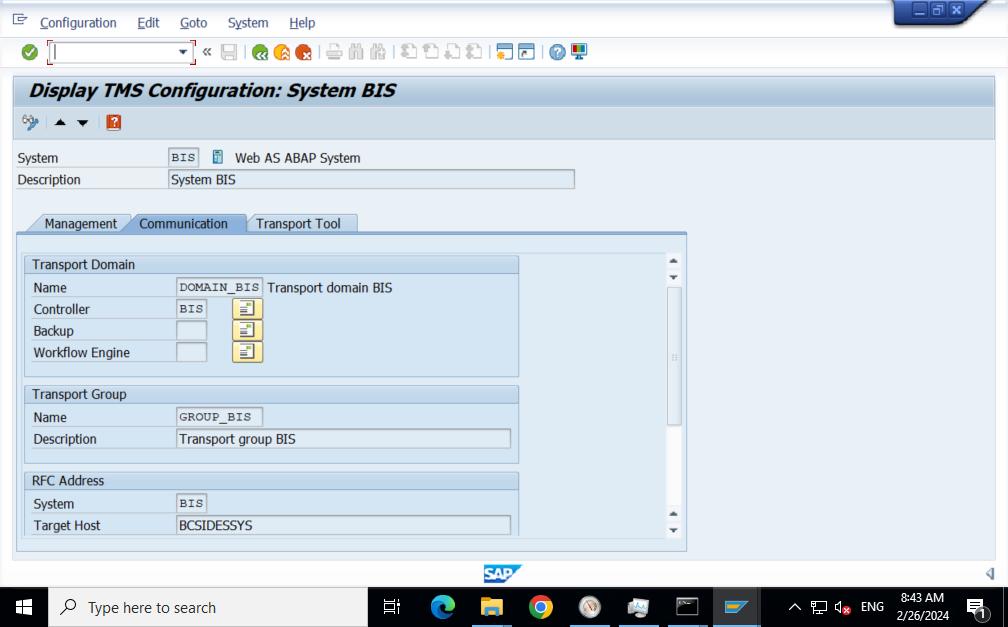 Configuration Edit Goto System Help
Display TMS Configuration: System BIS
System BIS Web AS ABAP System
Description System BIS
Management Communication Transport Tool
Transport Domain
Name DOMAIN_BIS Transport domain BIS
Controller BIS
Backup
Workflow Engine
Transport Group
Name GROUP_BIS
Description Transport group BIS
RFC Address
System BIS
Target Host BCSIDESSYS
SAP
Type here to search
ENG
8:43 AM
2/26/2024
1